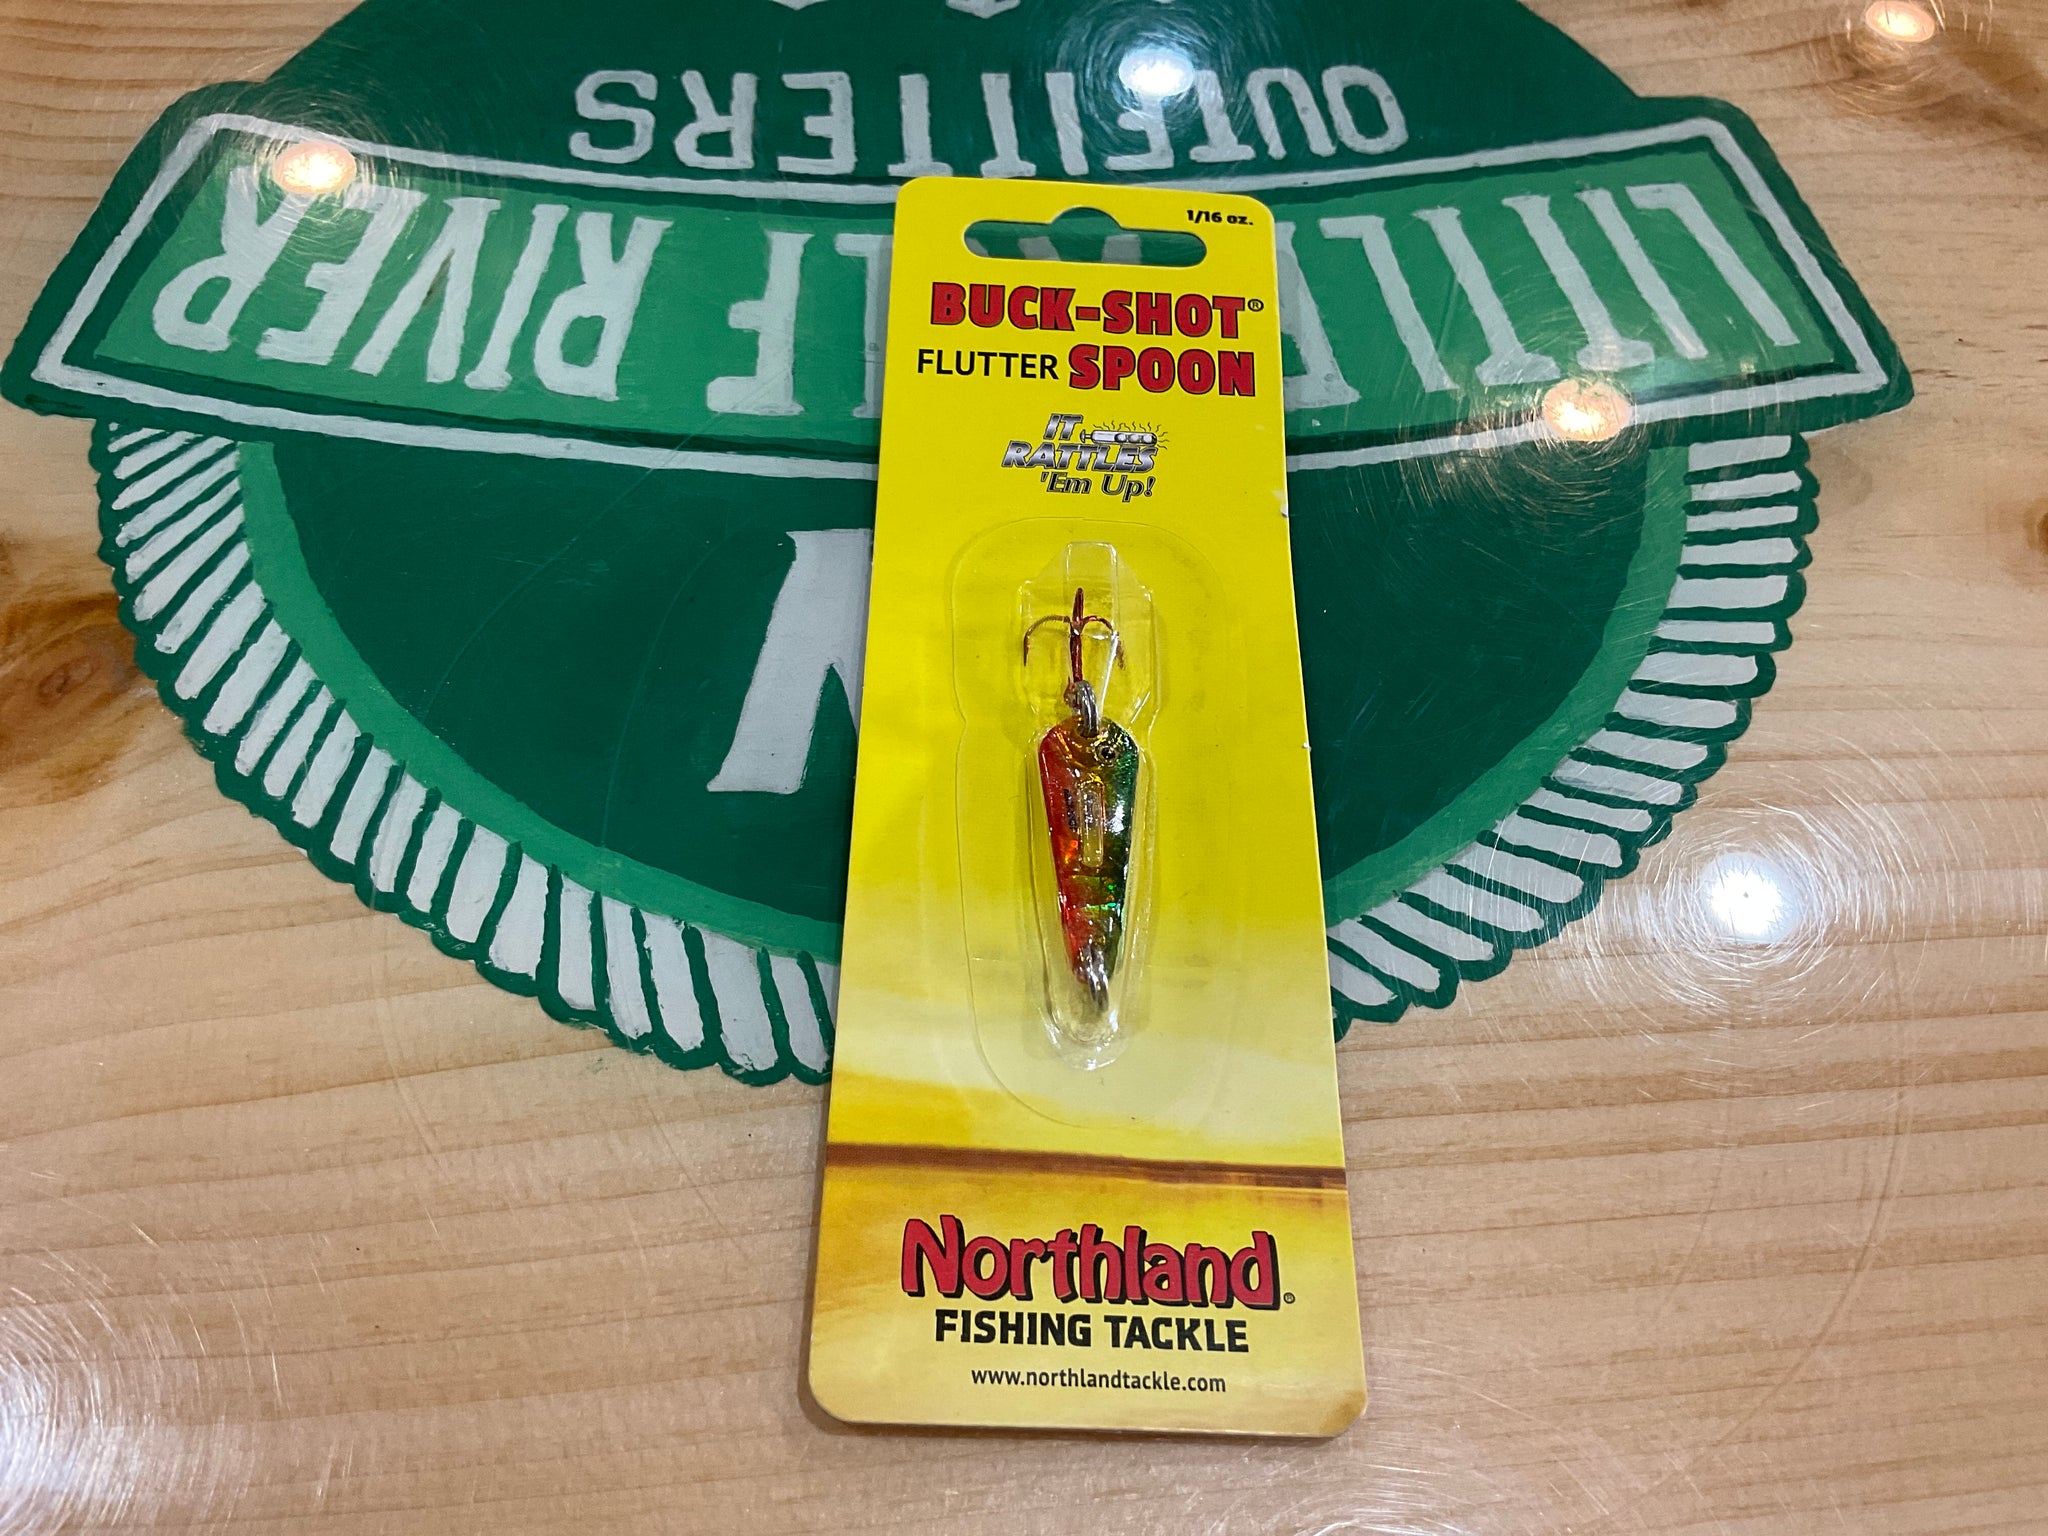 1/16 oz.
BUCK-SHOT®
FLUTTER SPOON
IT
RATTLES
'Em Up!
Northland®
FISHING TACKLE
www.northlandtackle.com
OUTFITTERS
LITTLE
RIVER